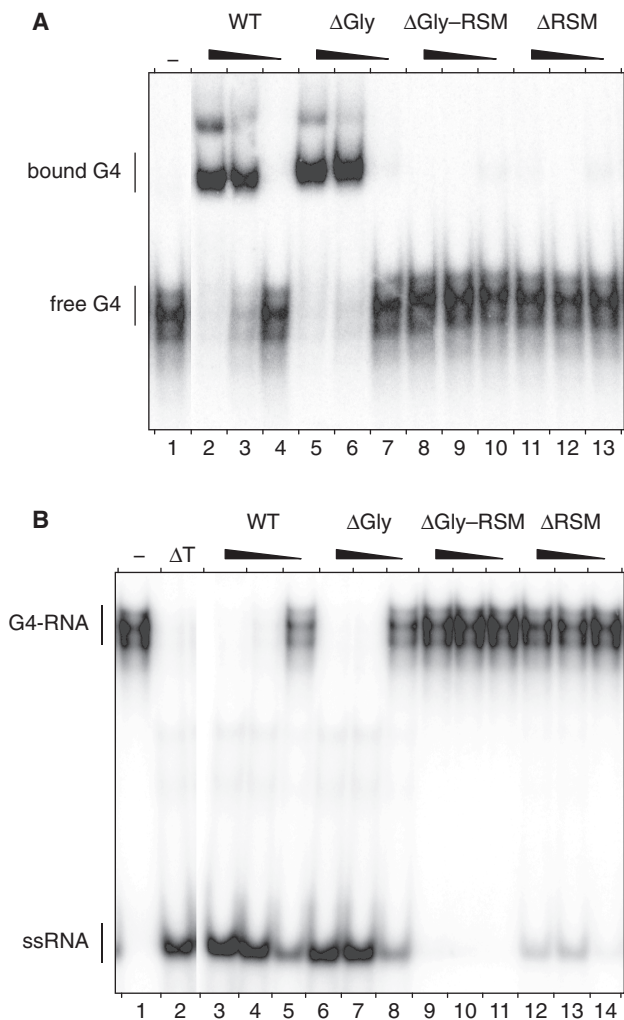 A
WT ΔGly ΔGly–RSM ΔRSM
–
bound G4
free G4
1 2 3 4 5 6 7 8 9 10 11 12 13
B
WT ΔGly ΔGly–RSM ΔRSM
– ΔT
G4-RNA
ssRNA
1 2 3 4 5 6 7 8 9 10 11 12 13 14